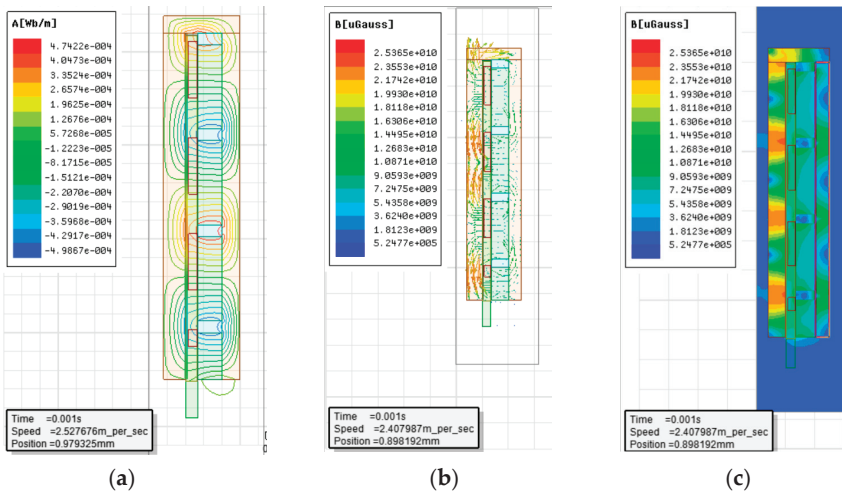 A[Wb/m]
4.7422e-004
4.0473e-004
3.3524e-004
2.6574e-004
1.9625e-004
1.2676e-004
5.7268e-005
-1.2223e-005
-8.1715e-005
-1.5121e-004
-2.2070e-004
-2.9019e-004
-3.5968e-004
-4.2917e-004
-4.9867e-004
Time =0.001s
Speed =2.527676m_per_sec
Position =0.979325mm
(a)
B[uGauss]
2.5365e+010
2.3553e+010
2.1742e+010
1.9930e+010
1.8118e+010
1.6306e+010
1.4495e+010
1.2683e+010
1.0871e+010
9.0593e+009
7.2475e+009
5.4358e+009
3.6240e+009
1.8123e+009
5.2477e+005
Time =0.001s
Speed =2.407987m_per_sec
Position =0.898192mm
(b)
B[uGauss]
2.5365e+010
2.3553e+010
2.1742e+010
1.9930e+010
1.8118e+010
1.6306e+010
1.4495e+010
1.2683e+010
1.0871e+010
9.0593e+009
7.2475e+009
5.4358e+009
3.6240e+009
1.8123e+009
5.2477e+005
Time =0.001s
Speed =2.407987m_per_sec
Position =0.898192mm
(c)